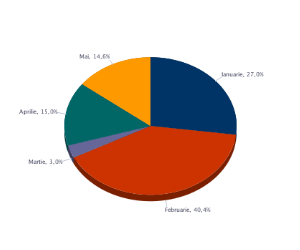 Mai, 14,6%
Ianuarie, 27,0%
Aprilie, 15,0%
Martie, 3,0%
Februarie, 40,4%